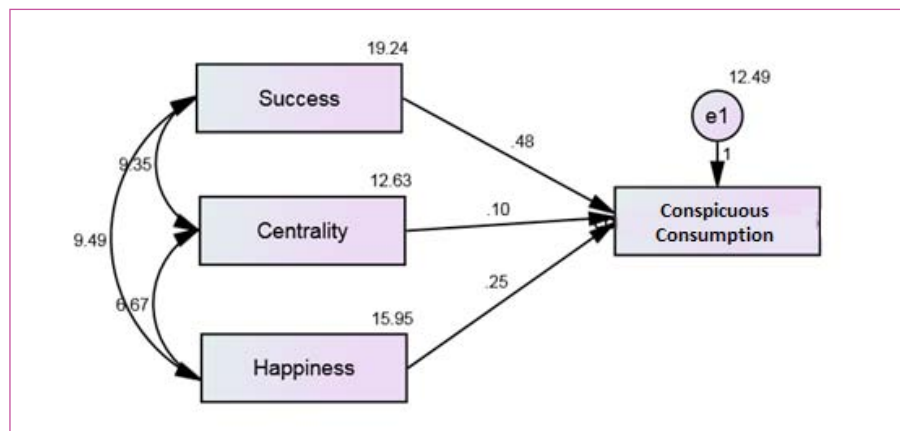 19.24
Success
12.49
e1
1
.48
9.35
12.63
Centrality
.10
Conspicuous
Consumption
9.49
.25
6.67
15.95
Happiness